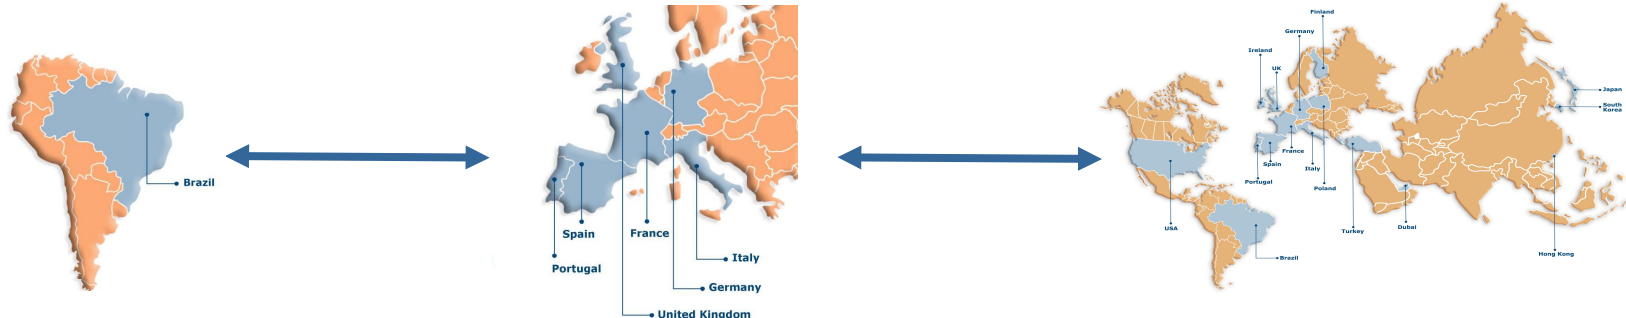 Brazil
Spain
France
Portugal
Italy
Germany
United Kingdom
Finland
Germany
Ireland
UK
Japan
South
Korea
France
Spain
Italy
Portugal
Poland
USA
Turkey
Dubai
Brazil
Hong Kong